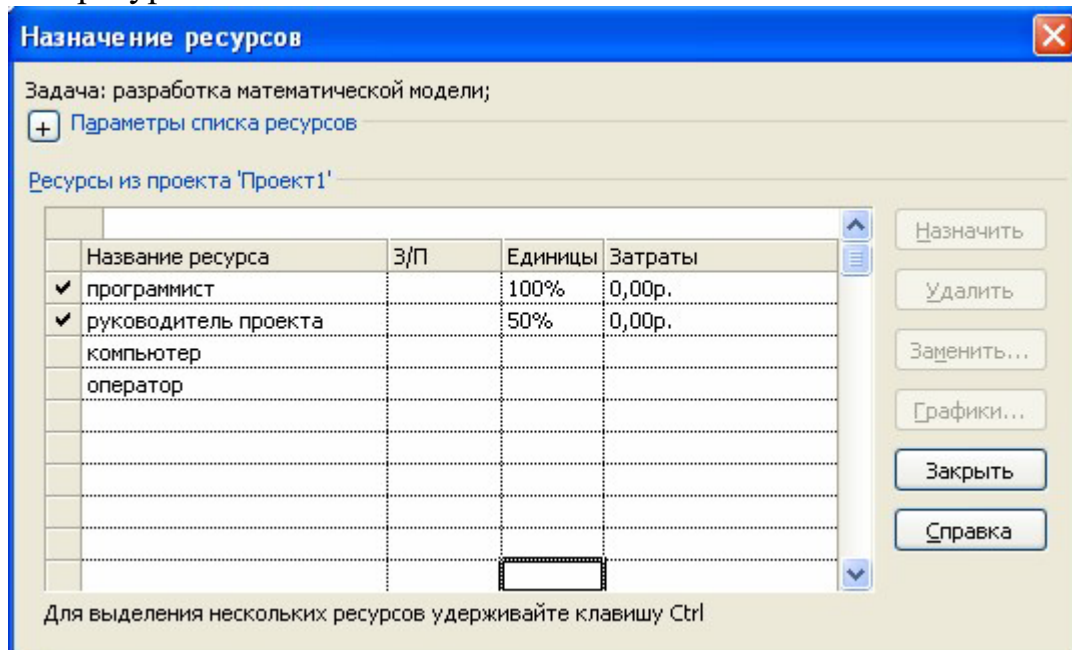 Назначение ресурсов
Задача: разработка математической модели;
+ Параметры списка ресурсов
Ресурсы из проекта 'Проект1'
Назначить
Название ресурса З/П Единицы Затраты
✔ программист 100% 0,00р.
Удалить
✔ руководитель проекта 50% 0,00р.
компьютер
Заменить...
оператор
Графики...
Закрыть
Справка
Для выделения нескольких ресурсов удерживайте клавишу Ctrl